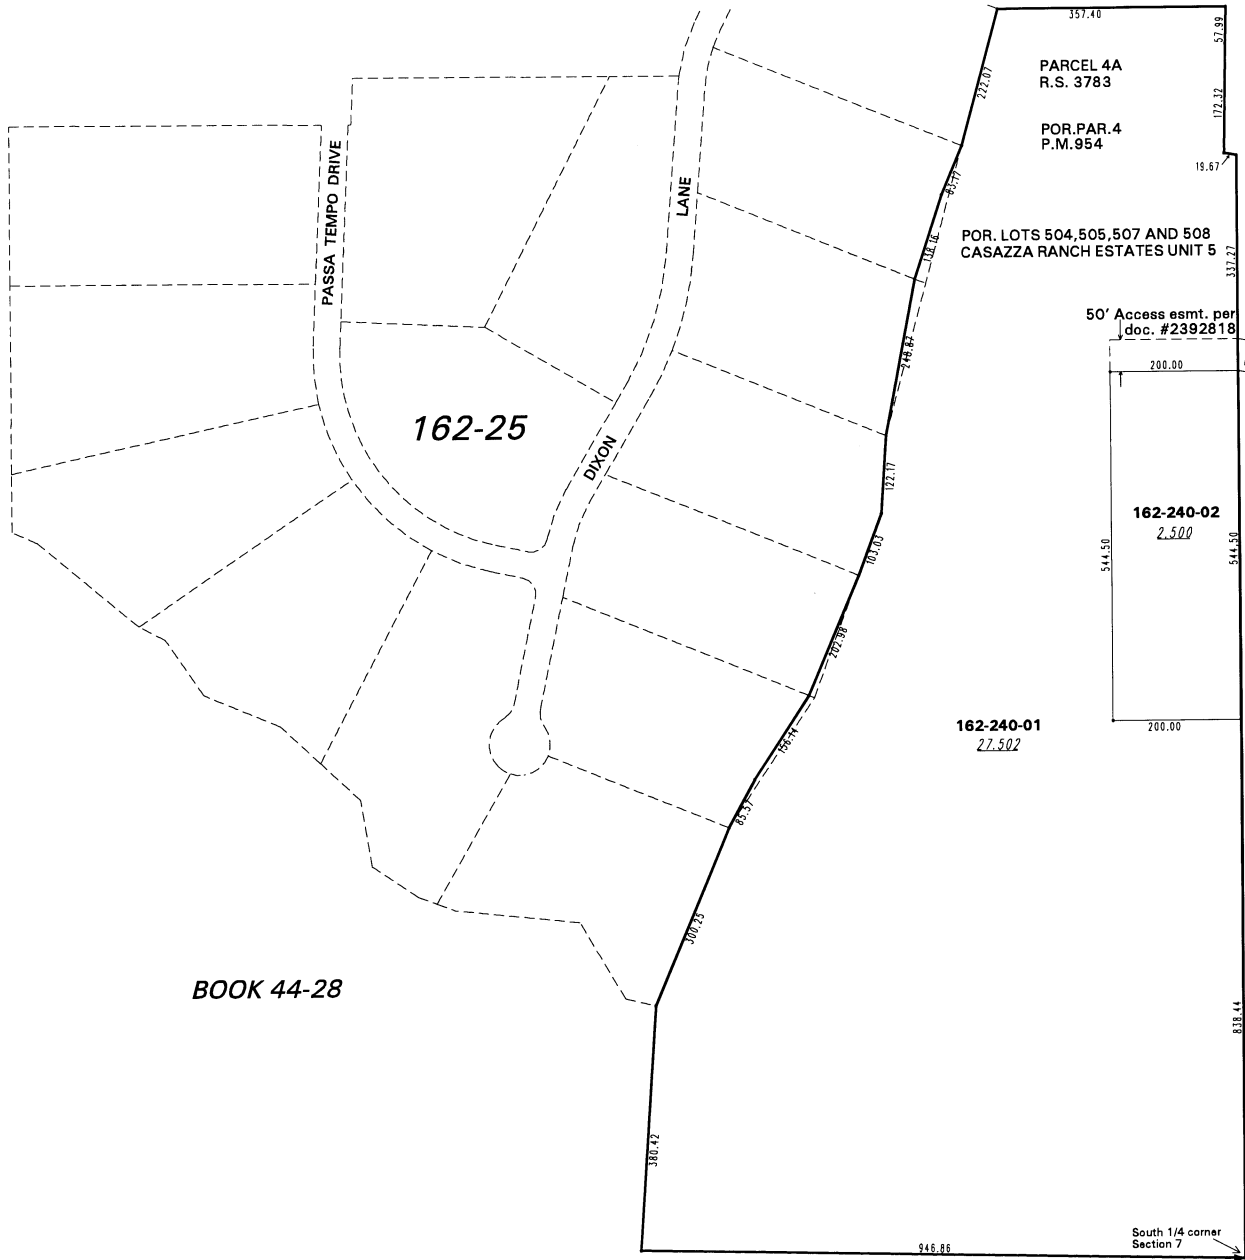 357.40
57.99
222.07
PARCEL 4A
R.S. 3783
172.32
POR.PAR.4
P.M.954
PASSA TEMPO DRIVE
LANE
19.67
83.17
138.16
POR. LOTS 504,505,507 AND 508
CASAZZA RANCH ESTATES UNIT 5
337.27
50' Access esmt. per
doc. #2392818
248.87
200.00
162-25
DIXON
122.17
162-240-02
2.500
544.50
544.50
103.03
202.98
162-240-01
27.502
200.00
156.14
85.57
300.25
BOOK 44-28
838.44
380.42
South 1/4 corner
Section 7
946.86